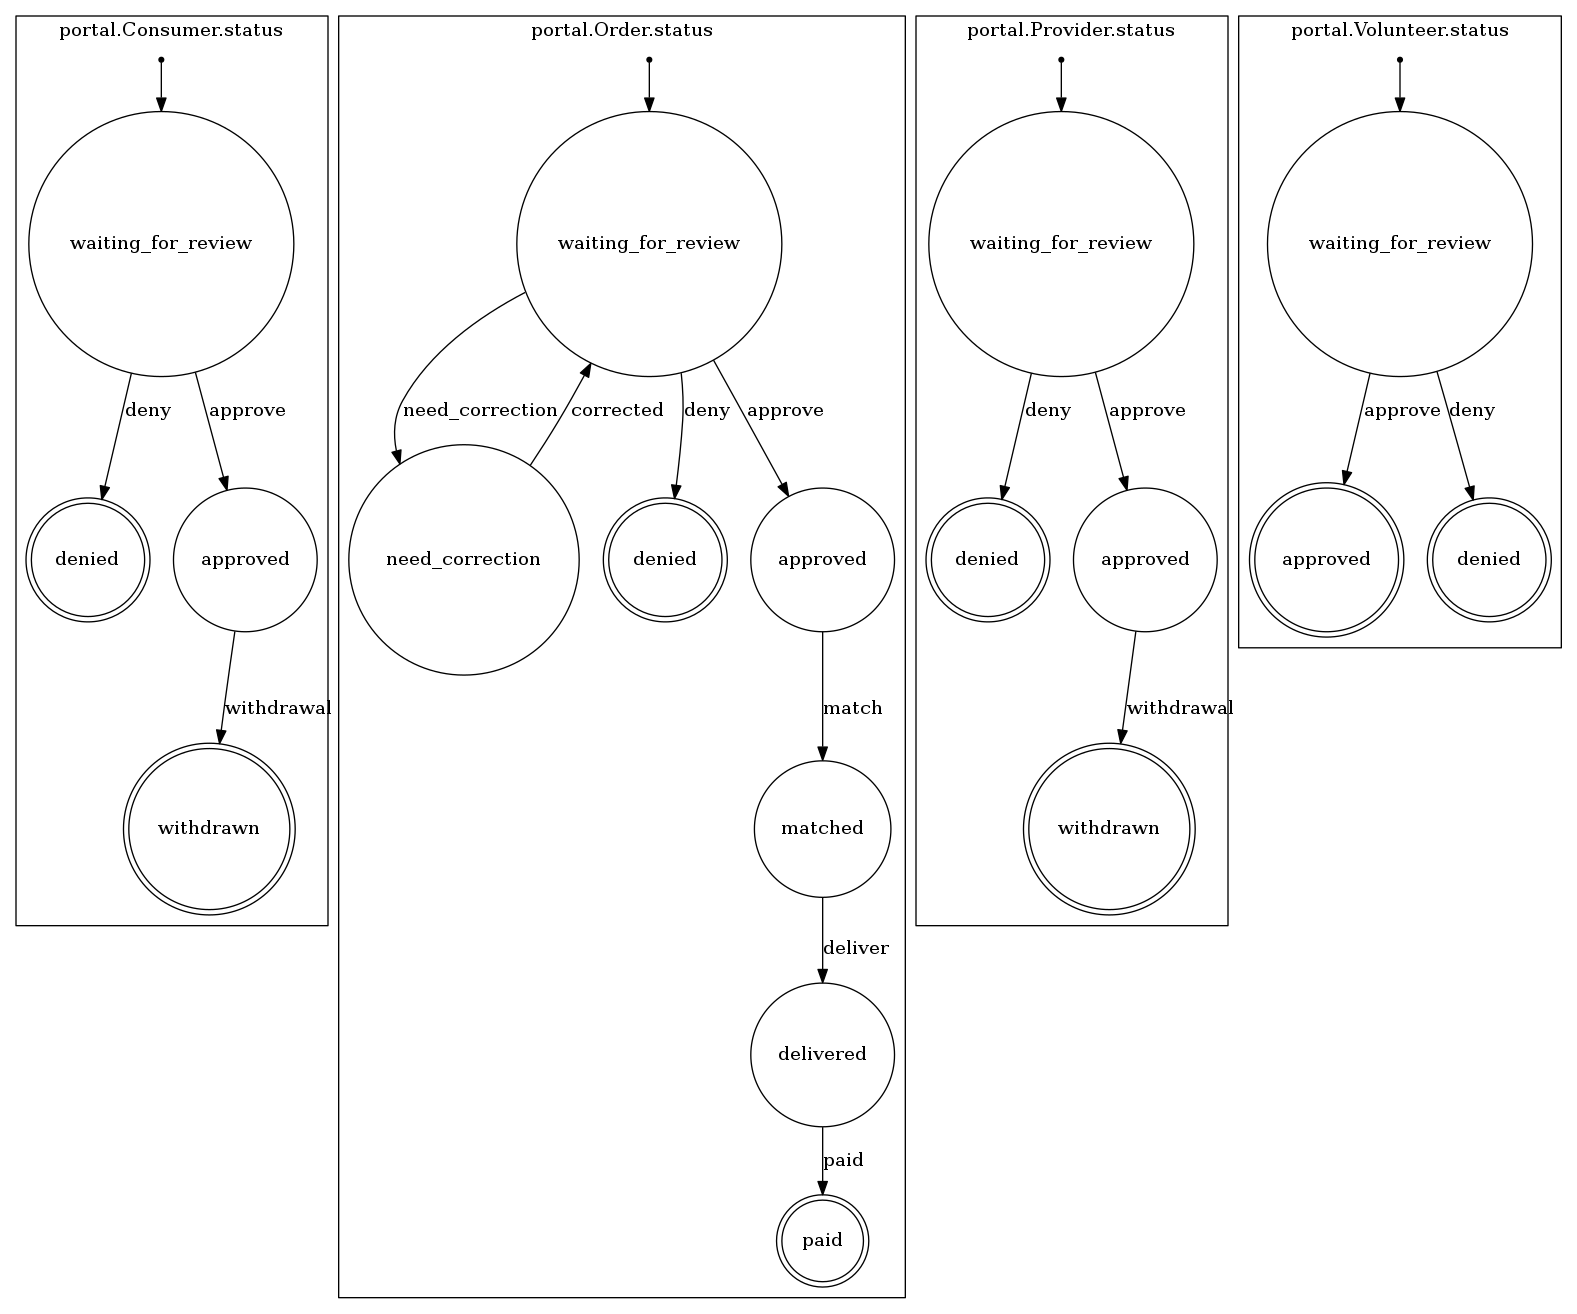 portal.Consumer.status
waiting_for_review
deny
approve
denied
approved
withdrawal
withdrawn
portal.Order.status
waiting_for_review
need_correction
corrected
deny
approve
need_correction
denied
approved
match
matched
deliver
delivered
paid
paid
portal.Provider.status
waiting_for_review
deny
approve
denied
approved
withdrawal
withdrawn
portal.Volunteer.status
waiting_for_review
approve
deny
approved
denied